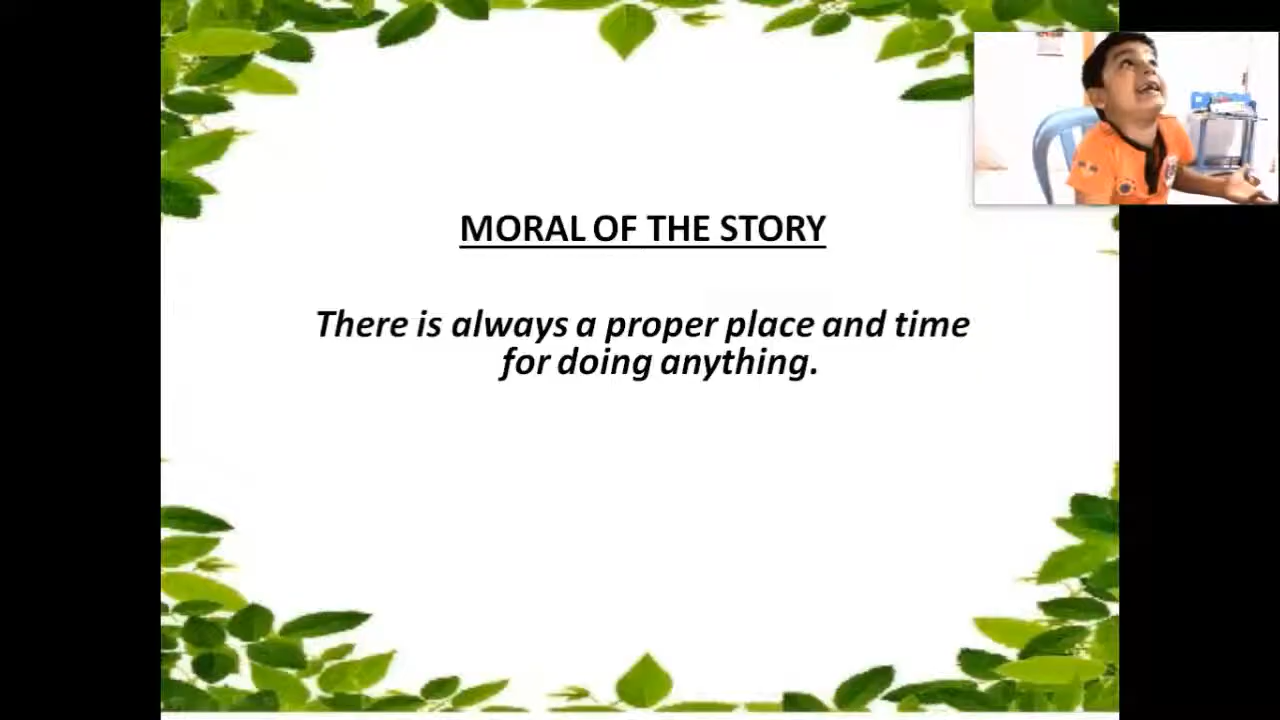 MORAL OF THE STORY
There is always a proper place and time
for doing anything.